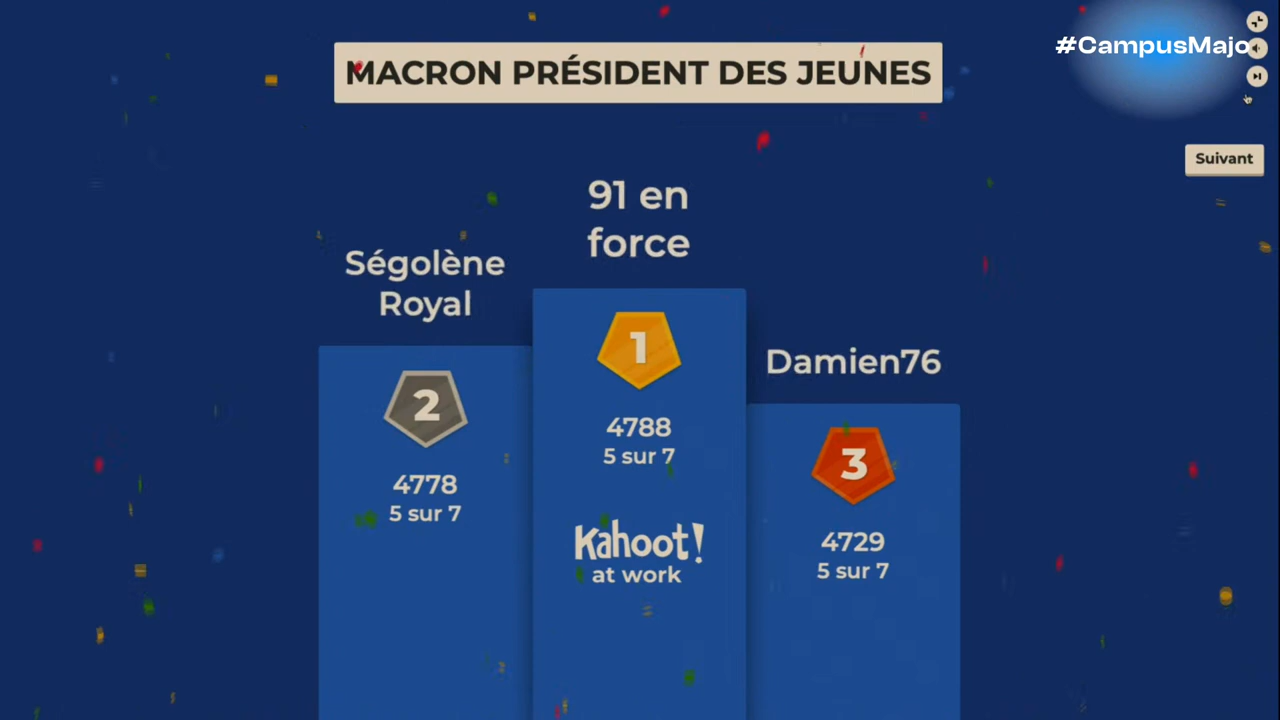 #CampusMajo
MACRON PRÉSIDENT DES JEUNES
Suivant
91 en
force
Ségolène
Royal
Damien76
1
4788
5 sur 7
2
4778
5 sur 7
3
4729
5 sur 7
Kahoot!
at work